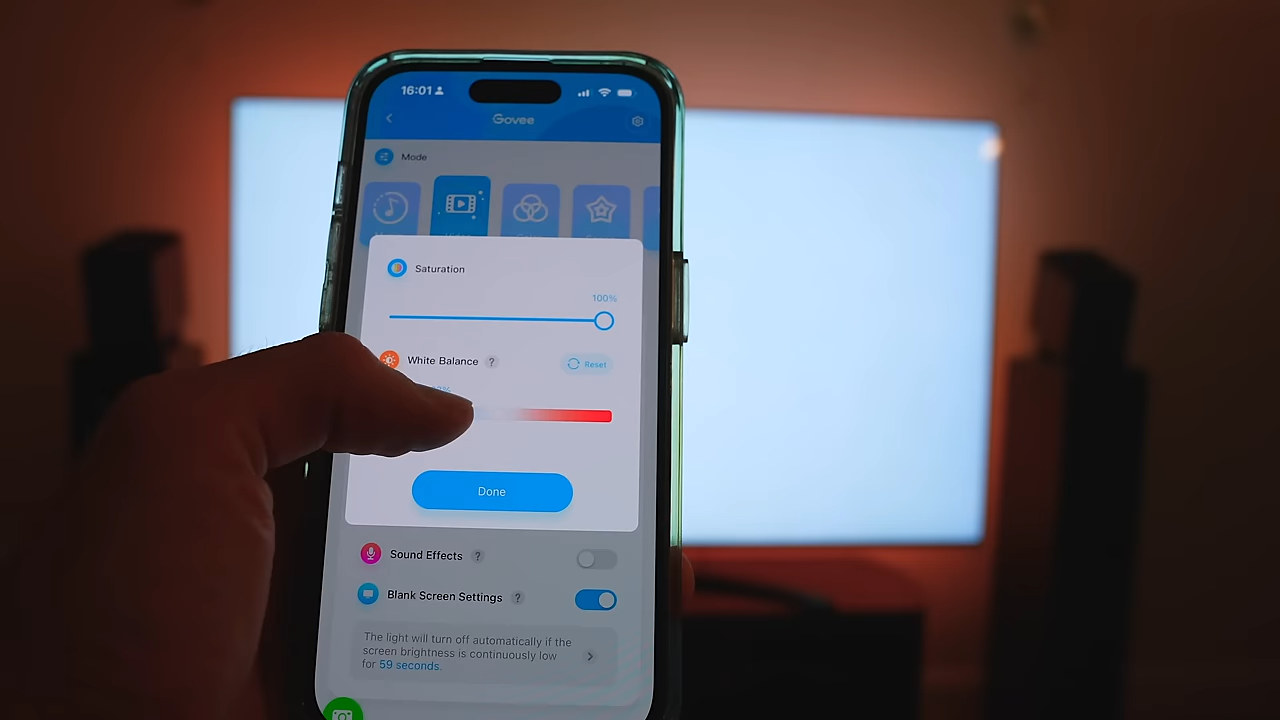 16:01
Govee
Mode
Saturation
100%
White Balance ?
Reset
Done
Sound Effects ?
Blank Screen Settings ?
The light will turn off automatically if the
screen brightness is continuously low
for 59 seconds.